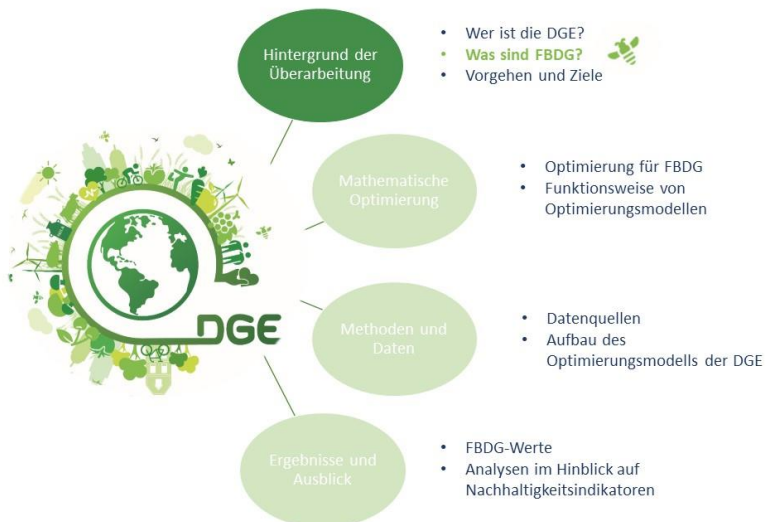 Hintergrund der
Überarbeitung
• Wer ist die DGE?
• Was sind FBDG?
• Vorgehen und Ziele
Mathematische
Optimierung
• Optimierung für FBDG
• Funktionsweise von
Optimierungsmodellen
DGE
Methoden und
Daten
• Datenquellen
• Aufbau des
Optimierungsmodells der DGE
Ergebnisse und
Ausblick
• FBDG-Werte
• Analysen im Hinblick auf
Nachhaltigkeitsindikatoren